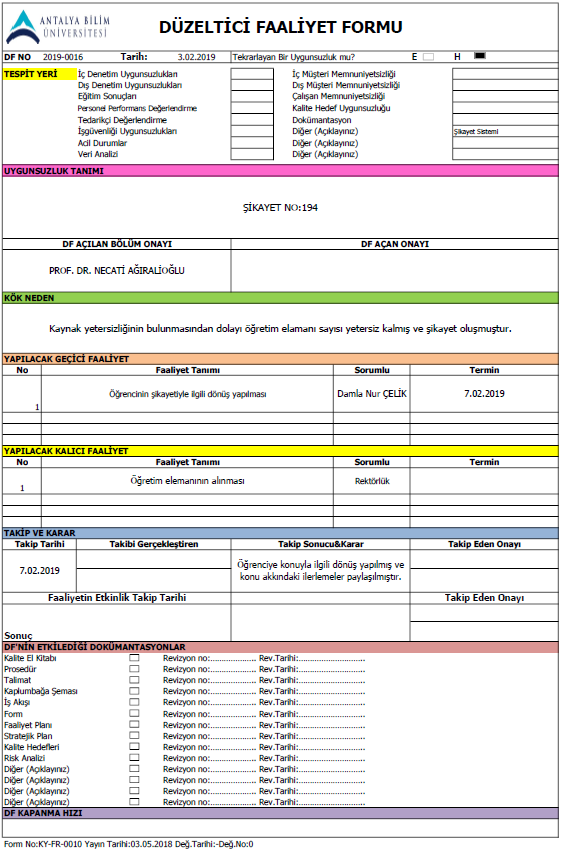 ANTALYA BİLİM
ÜNİVERSİTESİ
DÜZELTİCİ FAALİYET FORMU
DF NO 2019-0016 Tarih: 3.02.2019 Tekrarlayan Bir Uygunsuzluk mu? E H
TESPİT YERİ İç Denetim Uygunsuzlukları İç Müşteri Memnuniyetsizliği
Dış Denetim Uygunsuzlukları Dış Müşteri Memnuniyetsizliği
Eğitim Sonuçları Çalışan Memnuniyetsizliği
Personel Performans Değerlendirme Kalite Hedef Uygunsuzluğu
Tedarikçi Değerlendirme Dokümantasyon
İşgüvenliği Uygunsuzlukları Diğer (Açıklayınız) Şikayet Sistemi
Acil Durumlar Diğer (Açıklayınız)
Veri Analizi Diğer (Açıklayınız)
UYGUNSUZLUK TANIMI
ŞİKAYET NO:194
DF AÇILAN BÖLÜM ONAYI DF AÇAN ONAYI
PROF. DR. NECATİ AĞIRALİOĞLU
KÖK NEDEN
Kaynak yetersizliğinin bulunmasından dolayı öğretim elamanı sayısı yetersiz kalmış ve şikayet oluşmuştur.
YAPILACAK GEÇİCİ FAALİYET
No Faaliyet Tanımı Sorumlu Termin
1 Öğrencinin şikayetiyle ilgili dönüş yapılması Damla Nur ÇELİK 7.02.2019
YAPILACAK KALICI FAALİYET
No Faaliyet Tanımı Sorumlu Termin
1 Öğretim elemanının alınması Rektörlük
TAKİP VE KARAR
Takip Tarihi Takibi Gerçekleştiren Takip Sonucu&Karar Takip Eden Onayı
7.02.2019 Öğrenciye konuyla ilgili dönüş yapılmış ve
konu akkındaki ilerlemeler paylaşılmıştır.
Faaliyetin Etkinlik Takip Tarihi Takip Eden Onayı
Sonuç
DF'NİN ETKİLEDİĞİ DOKÜMANTASYONLAR
Kalite El Kitabı Revizyon no:.................... Rev.Tarihi:.............................
Prosedür Revizyon no:.................... Rev.Tarihi:.............................
Talimat Revizyon no:.................... Rev.Tarihi:.............................
Kaplumbağa Şeması Revizyon no:.................... Rev.Tarihi:.............................
İş Akışı Revizyon no:.................... Rev.Tarihi:.............................
Form Revizyon no:.................... Rev.Tarihi:.............................
Faaliyet Planı Revizyon no:.................... Rev.Tarihi:.............................
Stratejik Plan Revizyon no:.................... Rev.Tarihi:.............................
Kalite Hedefleri Revizyon no:.................... Rev.Tarihi:.............................
Risk Analizi Revizyon no:.................... Rev.Tarihi:.............................
Diğer (Açıklayınız) Revizyon no:.................... Rev.Tarihi:.............................
Diğer (Açıklayınız) Revizyon no:.................... Rev.Tarihi:.............................
Diğer (Açıklayınız) Revizyon no:.................... Rev.Tarihi:.............................
Diğer (Açıklayınız) Revizyon no:.................... Rev.Tarihi:.............................
DF KAPANMA HIZI
Form No:KY-FR-0010 Yayın Tarihi:03.05.2018 Değ.Tarihi:-Değ.No:0